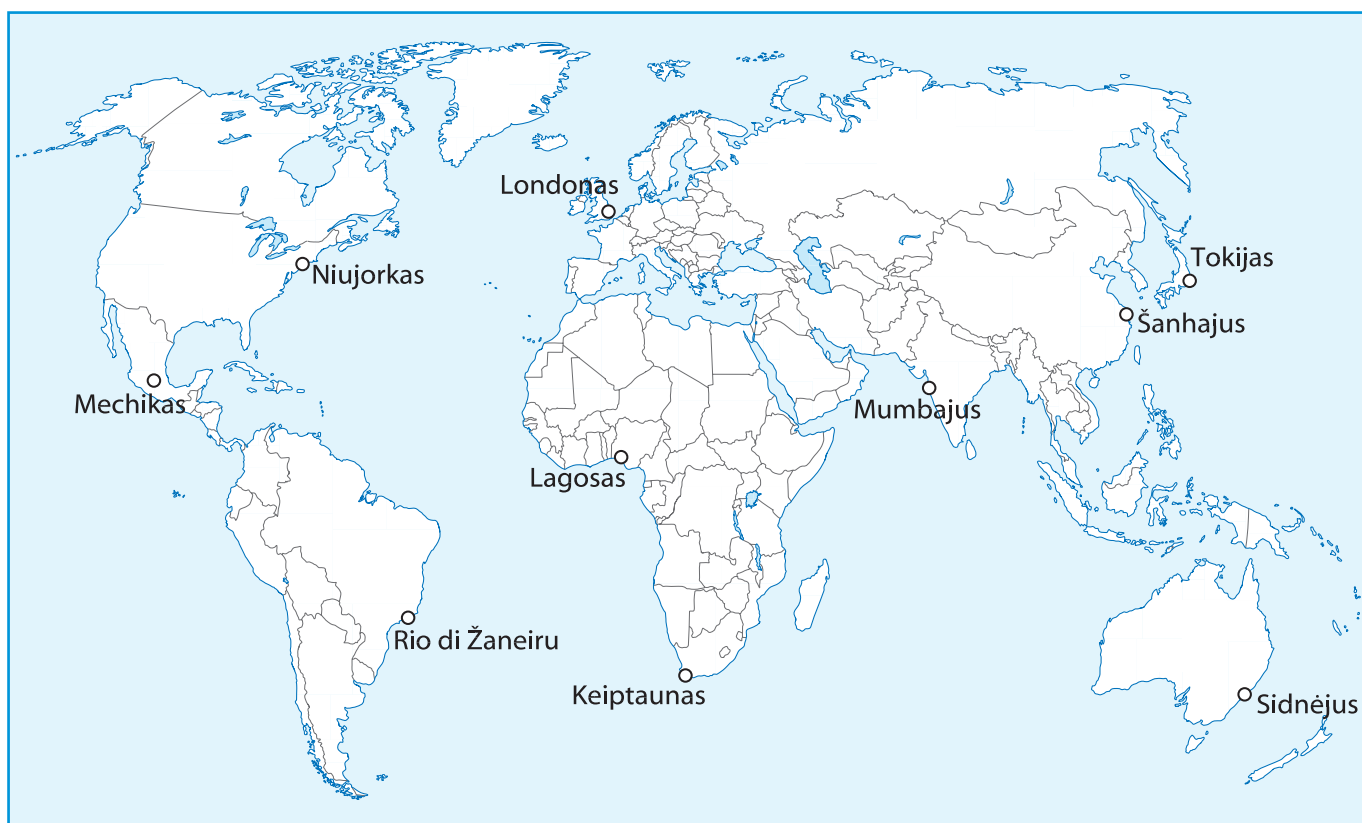 Londonas
Niujorkas
Tokijas
Šanhajus
Mechikas
Mumbajus
Lagosas
Rio di Žaneiru
Keiptaunas
Sidnėjus